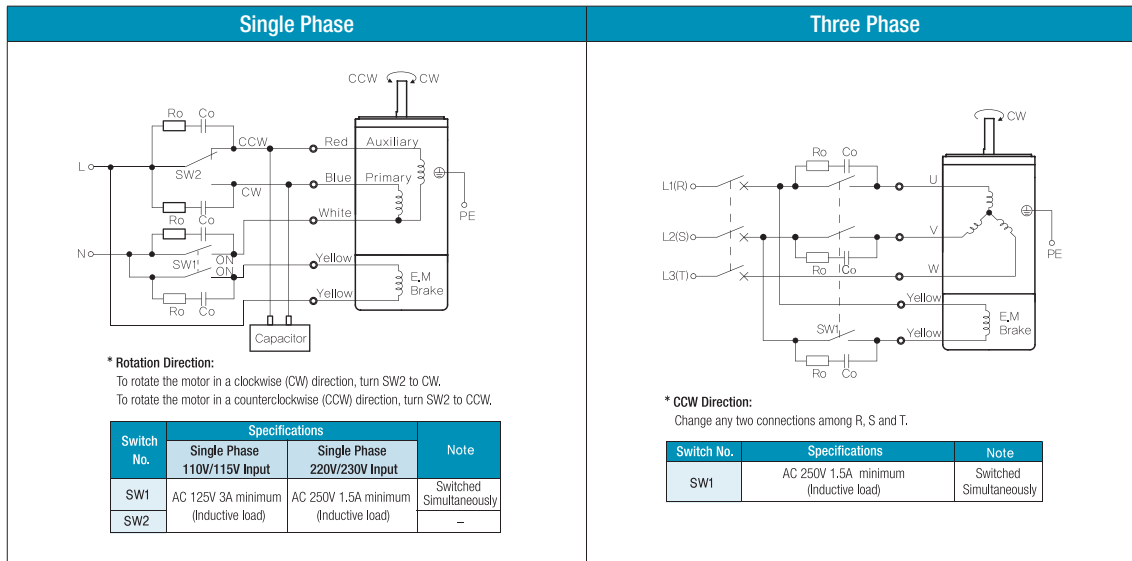 Single Phase
CCW CW
Ro Co
CCW Red Auxiliary
L
SW2
Blue Primary
CW
Ro Co
White
PE
Ro Co
N
ON
SW1
ON
Yellow
E.M
Brake
Ro Co
Yellow
Capacitor
* Rotation Direction:
To rotate the motor in a clockwise (CW) direction, turn SW2 to CW.
To rotate the motor in a counterclockwise (CCW) direction, turn SW2 to CCW.
Switch
No.
Specifications
Note
Single Phase
110V/115V Input
Single Phase
220V/230V Input
SW1
AC 125V 3A minimum
(Inductive load)
AC 250V 1.5A minimum
(Inductive load)
Switched
Simultaneously
SW2
–
Three Phase
CW
Ro Co
L1(R) U
L2(S) V
Ro Co
PE
L3(T) W
Yellow
E.M
Brake
SW1
Yellow
Ro Co
* CCW Direction:
Change any two connections among R, S and T.
Switch No. Specifications Note
SW1
AC 250V 1.5A minimum
(Inductive load)
Switched
Simultaneously